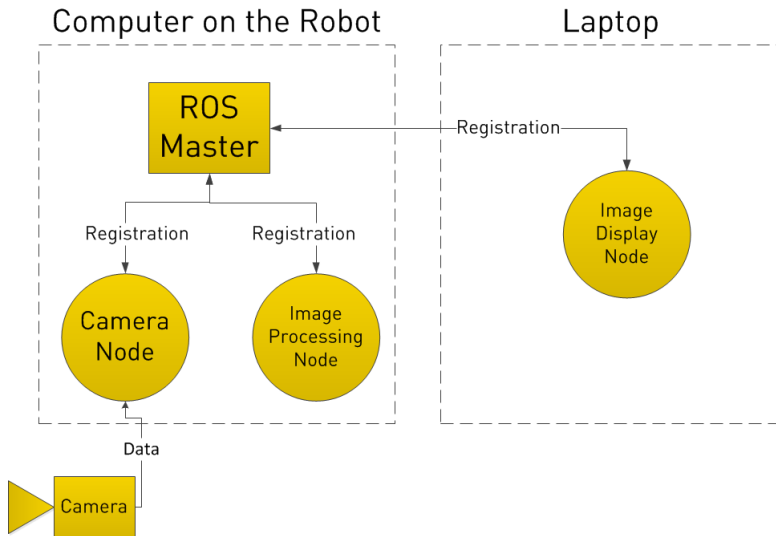 Computer on the Robot
Laptop
ROS
Master
Registration
Registration
Registration
Image
Display
Node
Camera
Node
Image
Processing
Node
Data
Camera